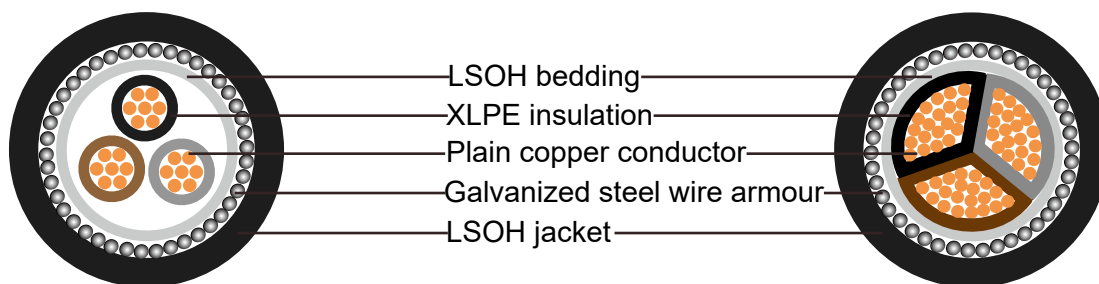 LSOH bedding
XLPE insulation
Plain copper conductor
Galvanized steel wire armour
LSOH jacket